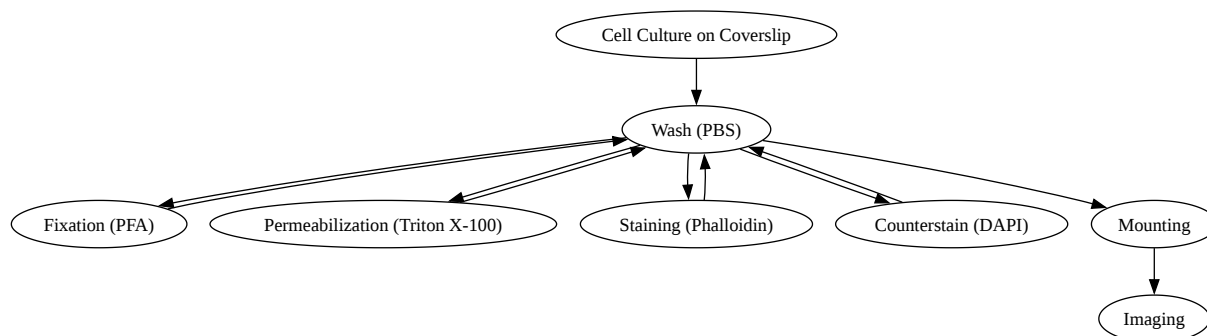 Cell Culture on Coverslip
Wash (PBS)
Fixation (PFA)
Permeabilization (Triton X-100)
Staining (Phalloidin)
Counterstain (DAPI)
Mounting
Imaging